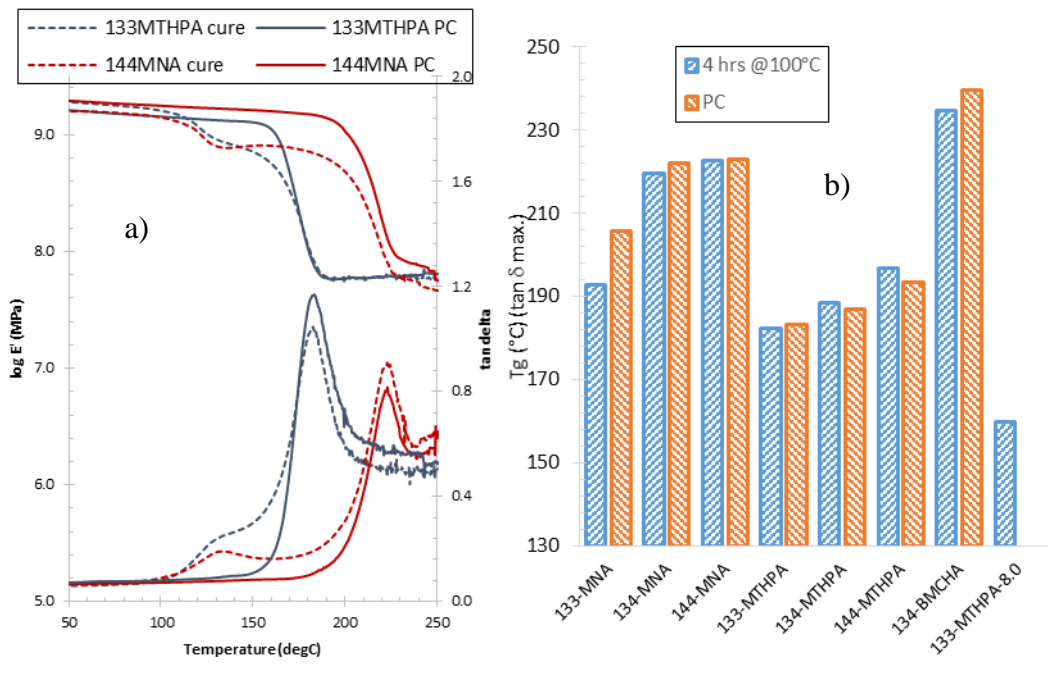 133MTHPA cure 133MTHPA PC
144MNA cure 144MNA PC
a)
log E' (MPa)
9.0
8.0
7.0
6.0
5.0
tan delta
2.0
1.6
1.2
0.8
0.4
0.0
50 100 150 200 250
Temperature (degC)
4 hrs @100°C
PC
b)
Tg (°C) (tan δ max.)
250
230
210
190
170
150
130
133-MNA
134-MNA
144-MNA
133-MTHPA
134-MTHPA
144-MTHPA
134-BMCHA
133-MTHPA-8.0